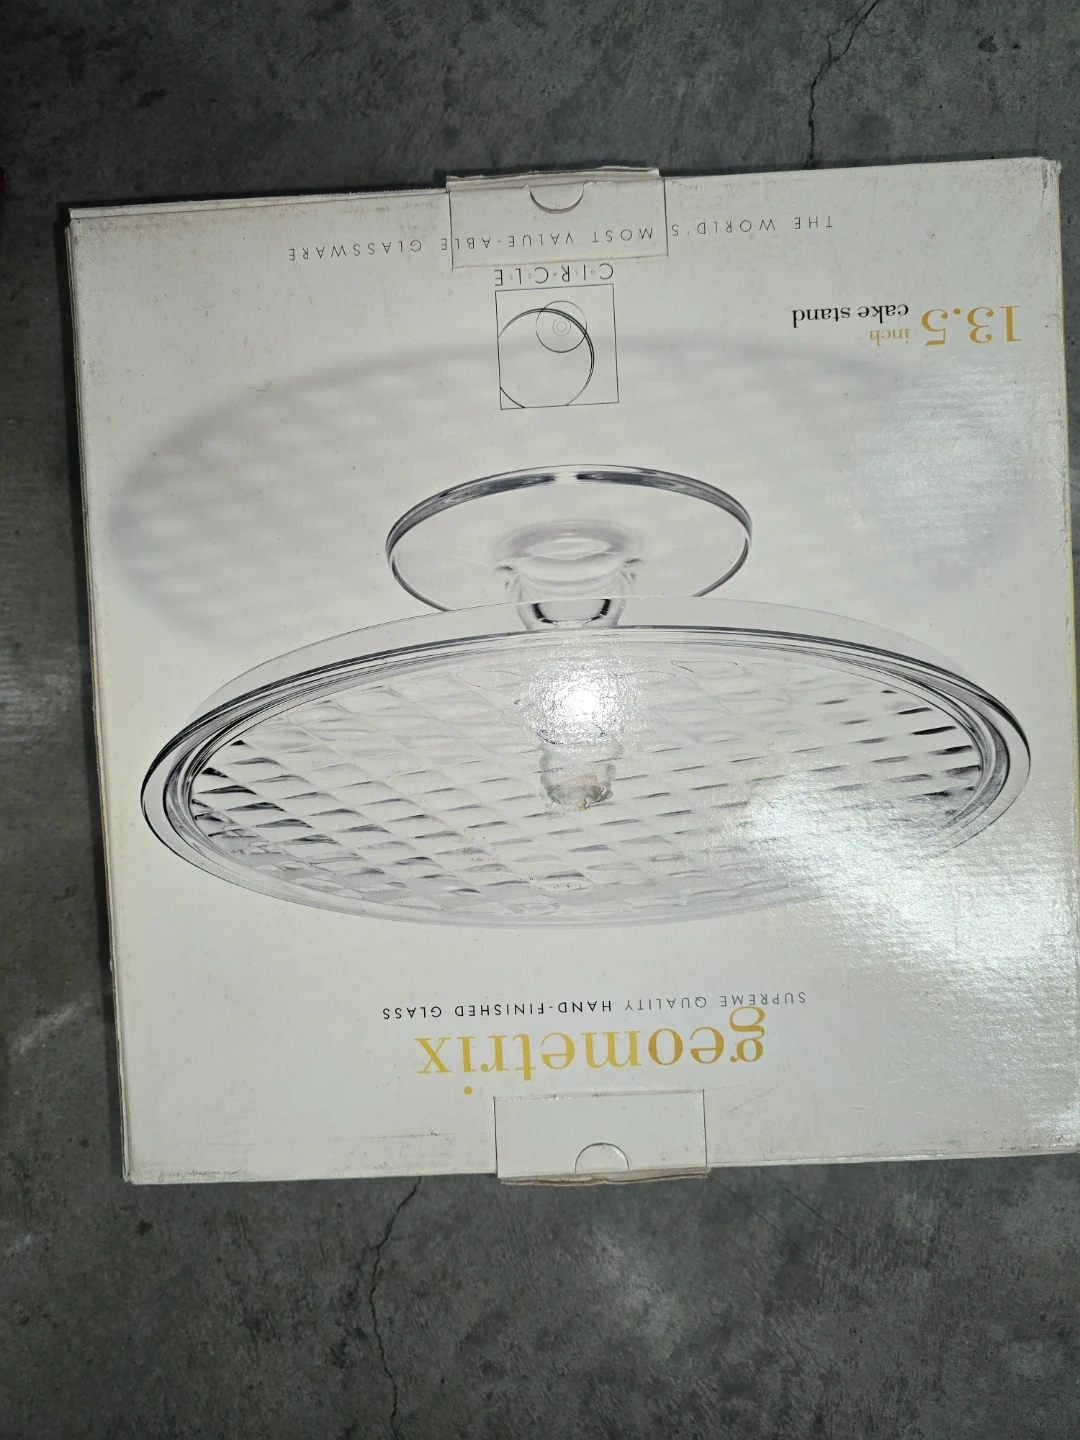 geometrix
SUPREME QUALITY HAND-FINISHED GLASS
13.5 inch
cake stand
C·I·R·C·L·E
THE WORLD'S MOST VALUE-ABLE GLASSWARE